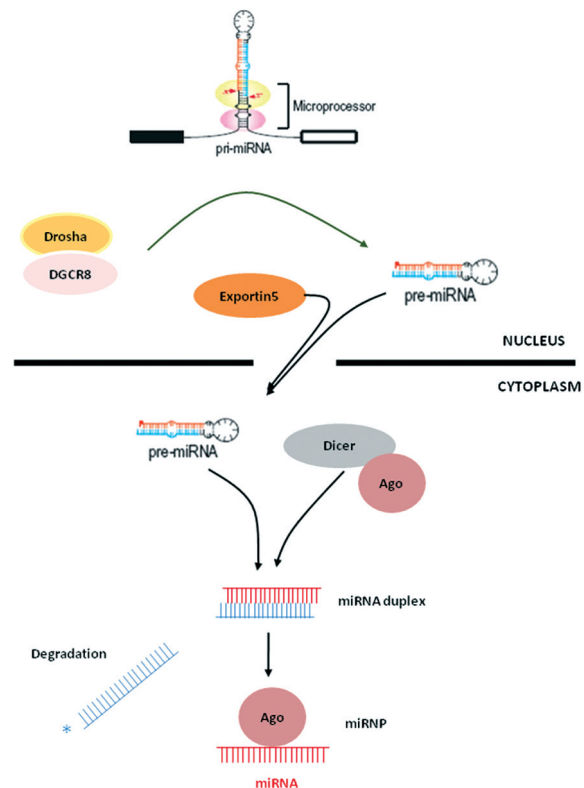 Microprocessor
pri-miRNA
Drosha
DGCR8
Exportin5
pre-miRNA
NUCLEUS
CYTOPLASM
pre-miRNA
Dicer
Ago
miRNA duplex
Degradation
*
Ago
miRNP
miRNA